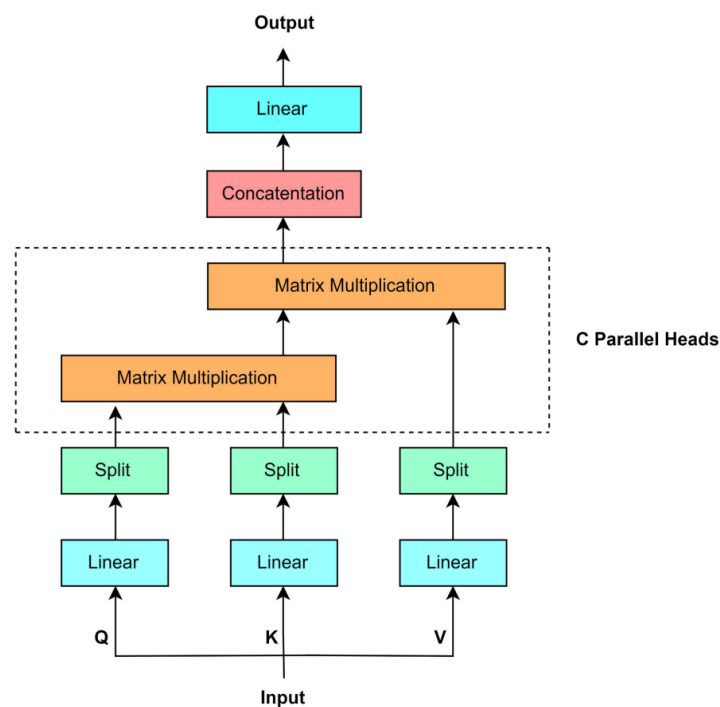 Output
Linear
Concatentation
Matrix Multiplication
C Parallel Heads
Matrix Multiplication
Split Split Split
Linear Linear Linear
Q K V
Input